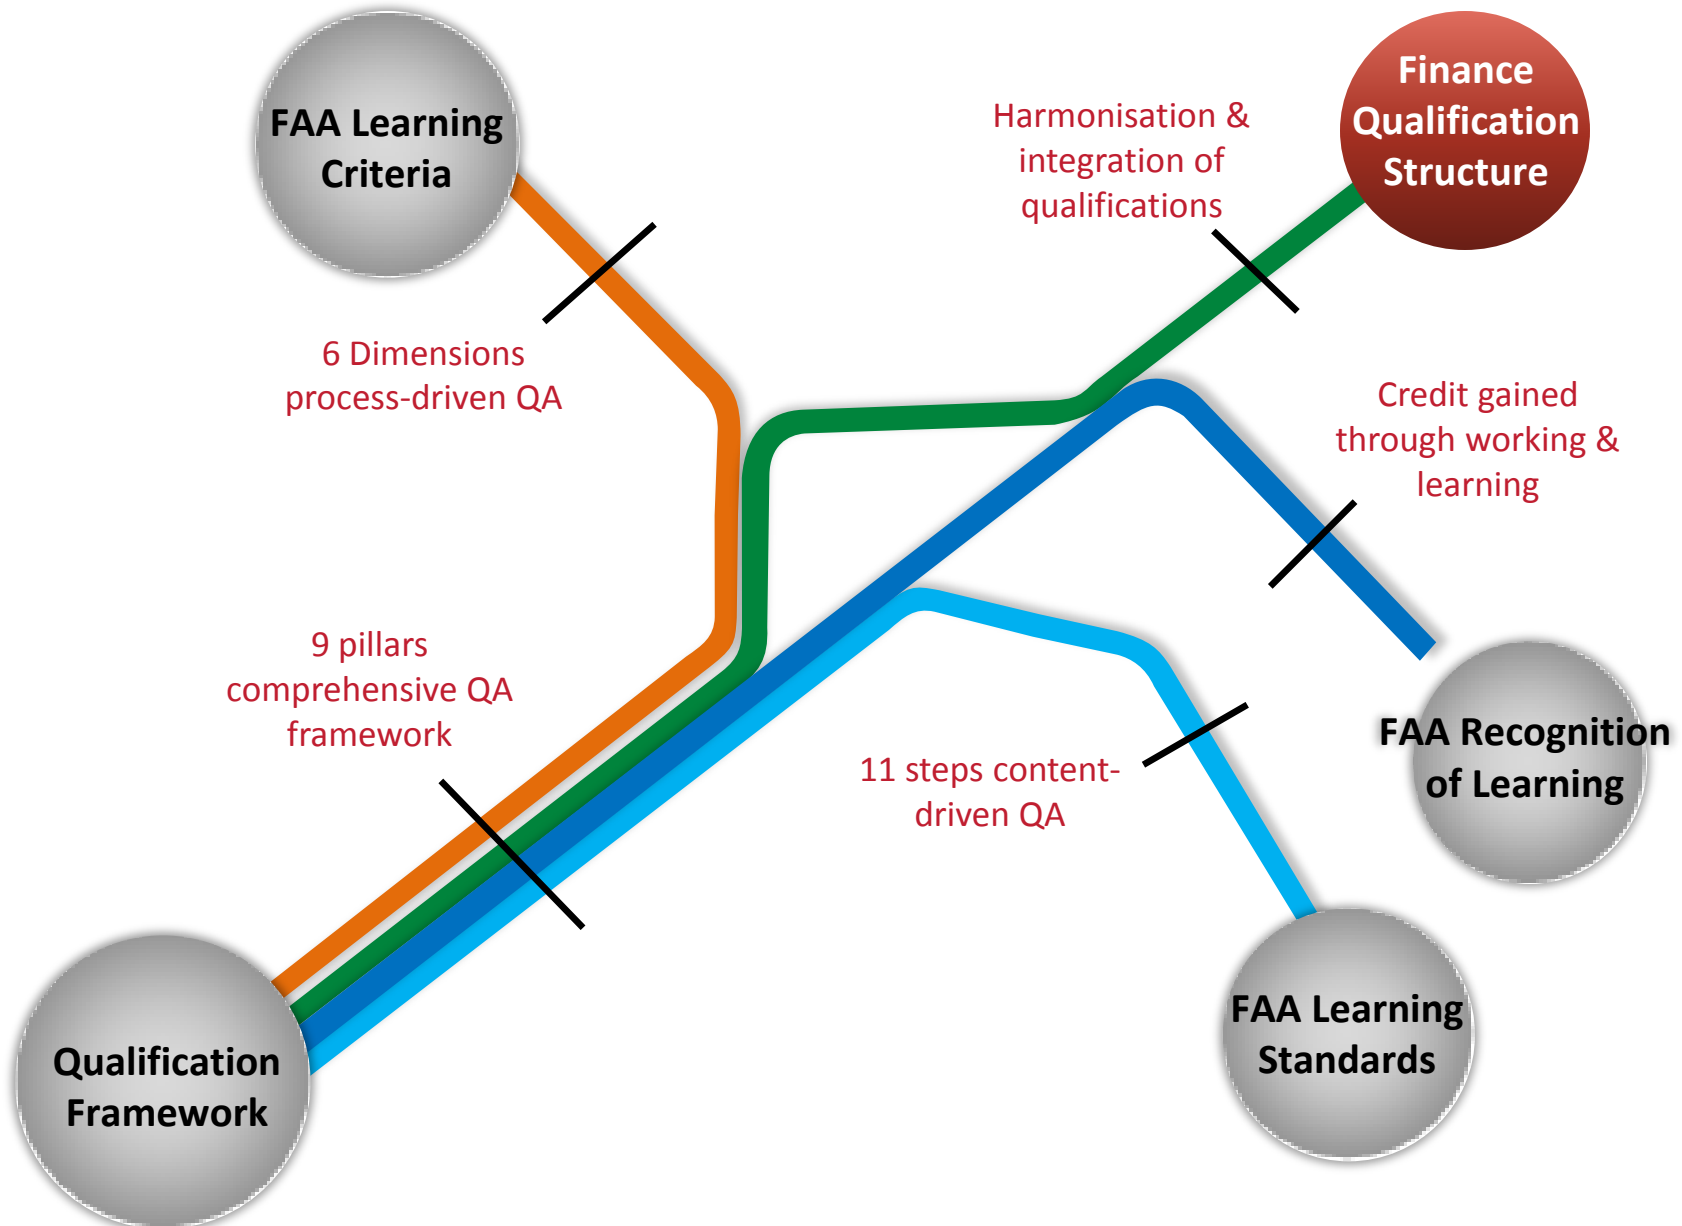 FAA Learning
Criteria
Finance
Qualification
Structure
Harmonisation &
integration of
qualifications
6 Dimensions
process-driven QA
Credit gained
through working &
learning
9 pillars
comprehensive QA
framework
11 steps content-
driven QA
FAA Recognition
of Learning
FAA Learning
Standards
Qualification
Framework